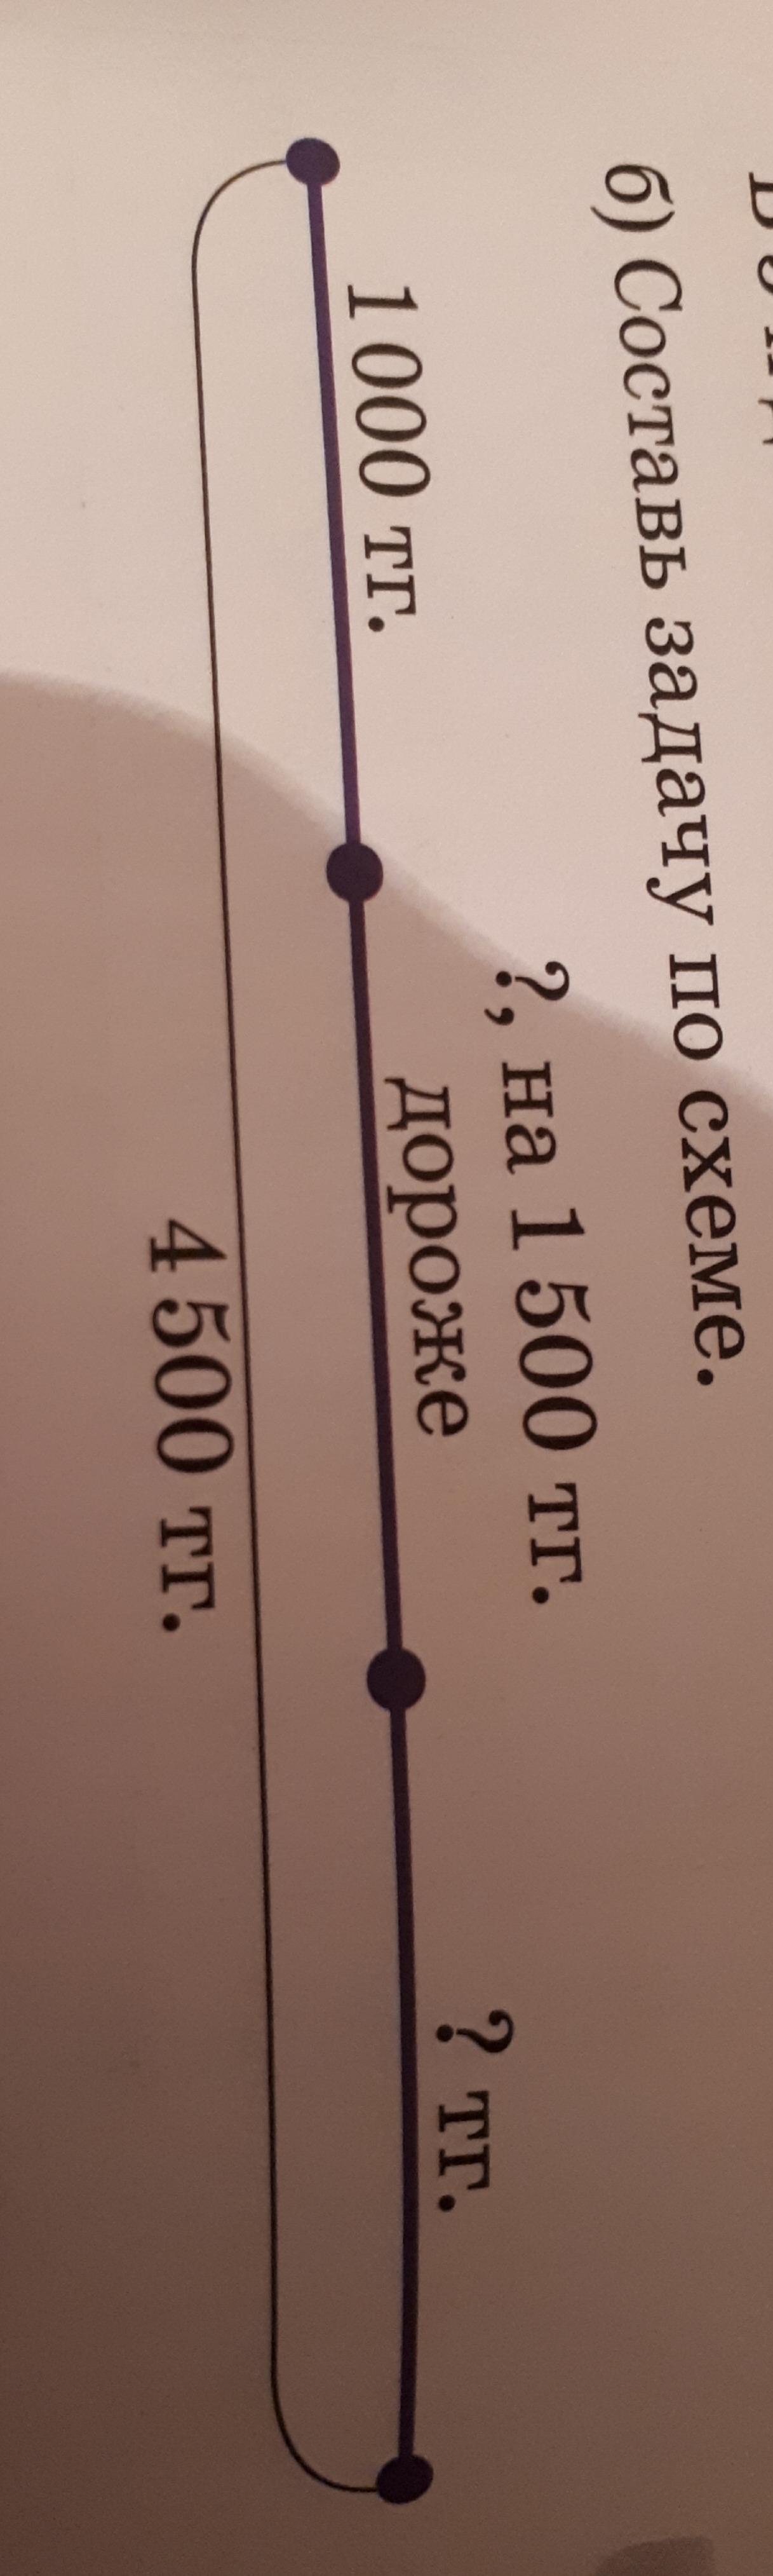 б) Составь задачу по схеме.
?, на 1 500 тг.
дороже
1 000 тг.
? тг.
4 500 тг.